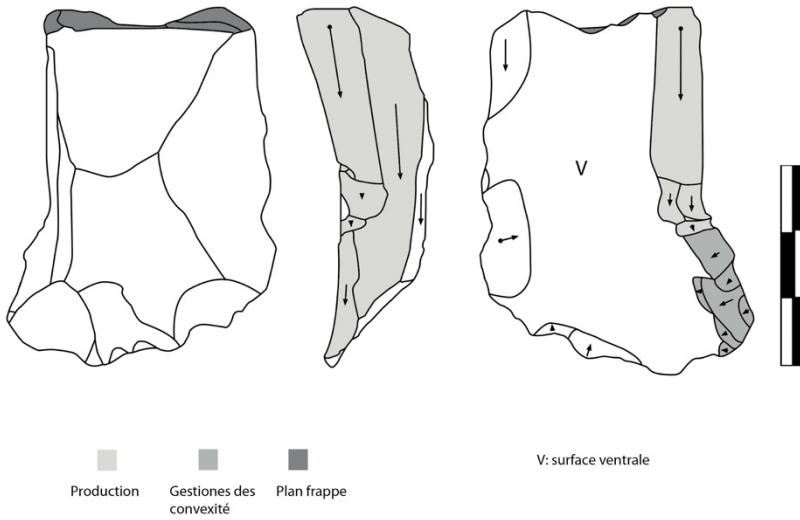 V
Production
Gestiones des
convexité
Plan frappe
V: surface ventrale